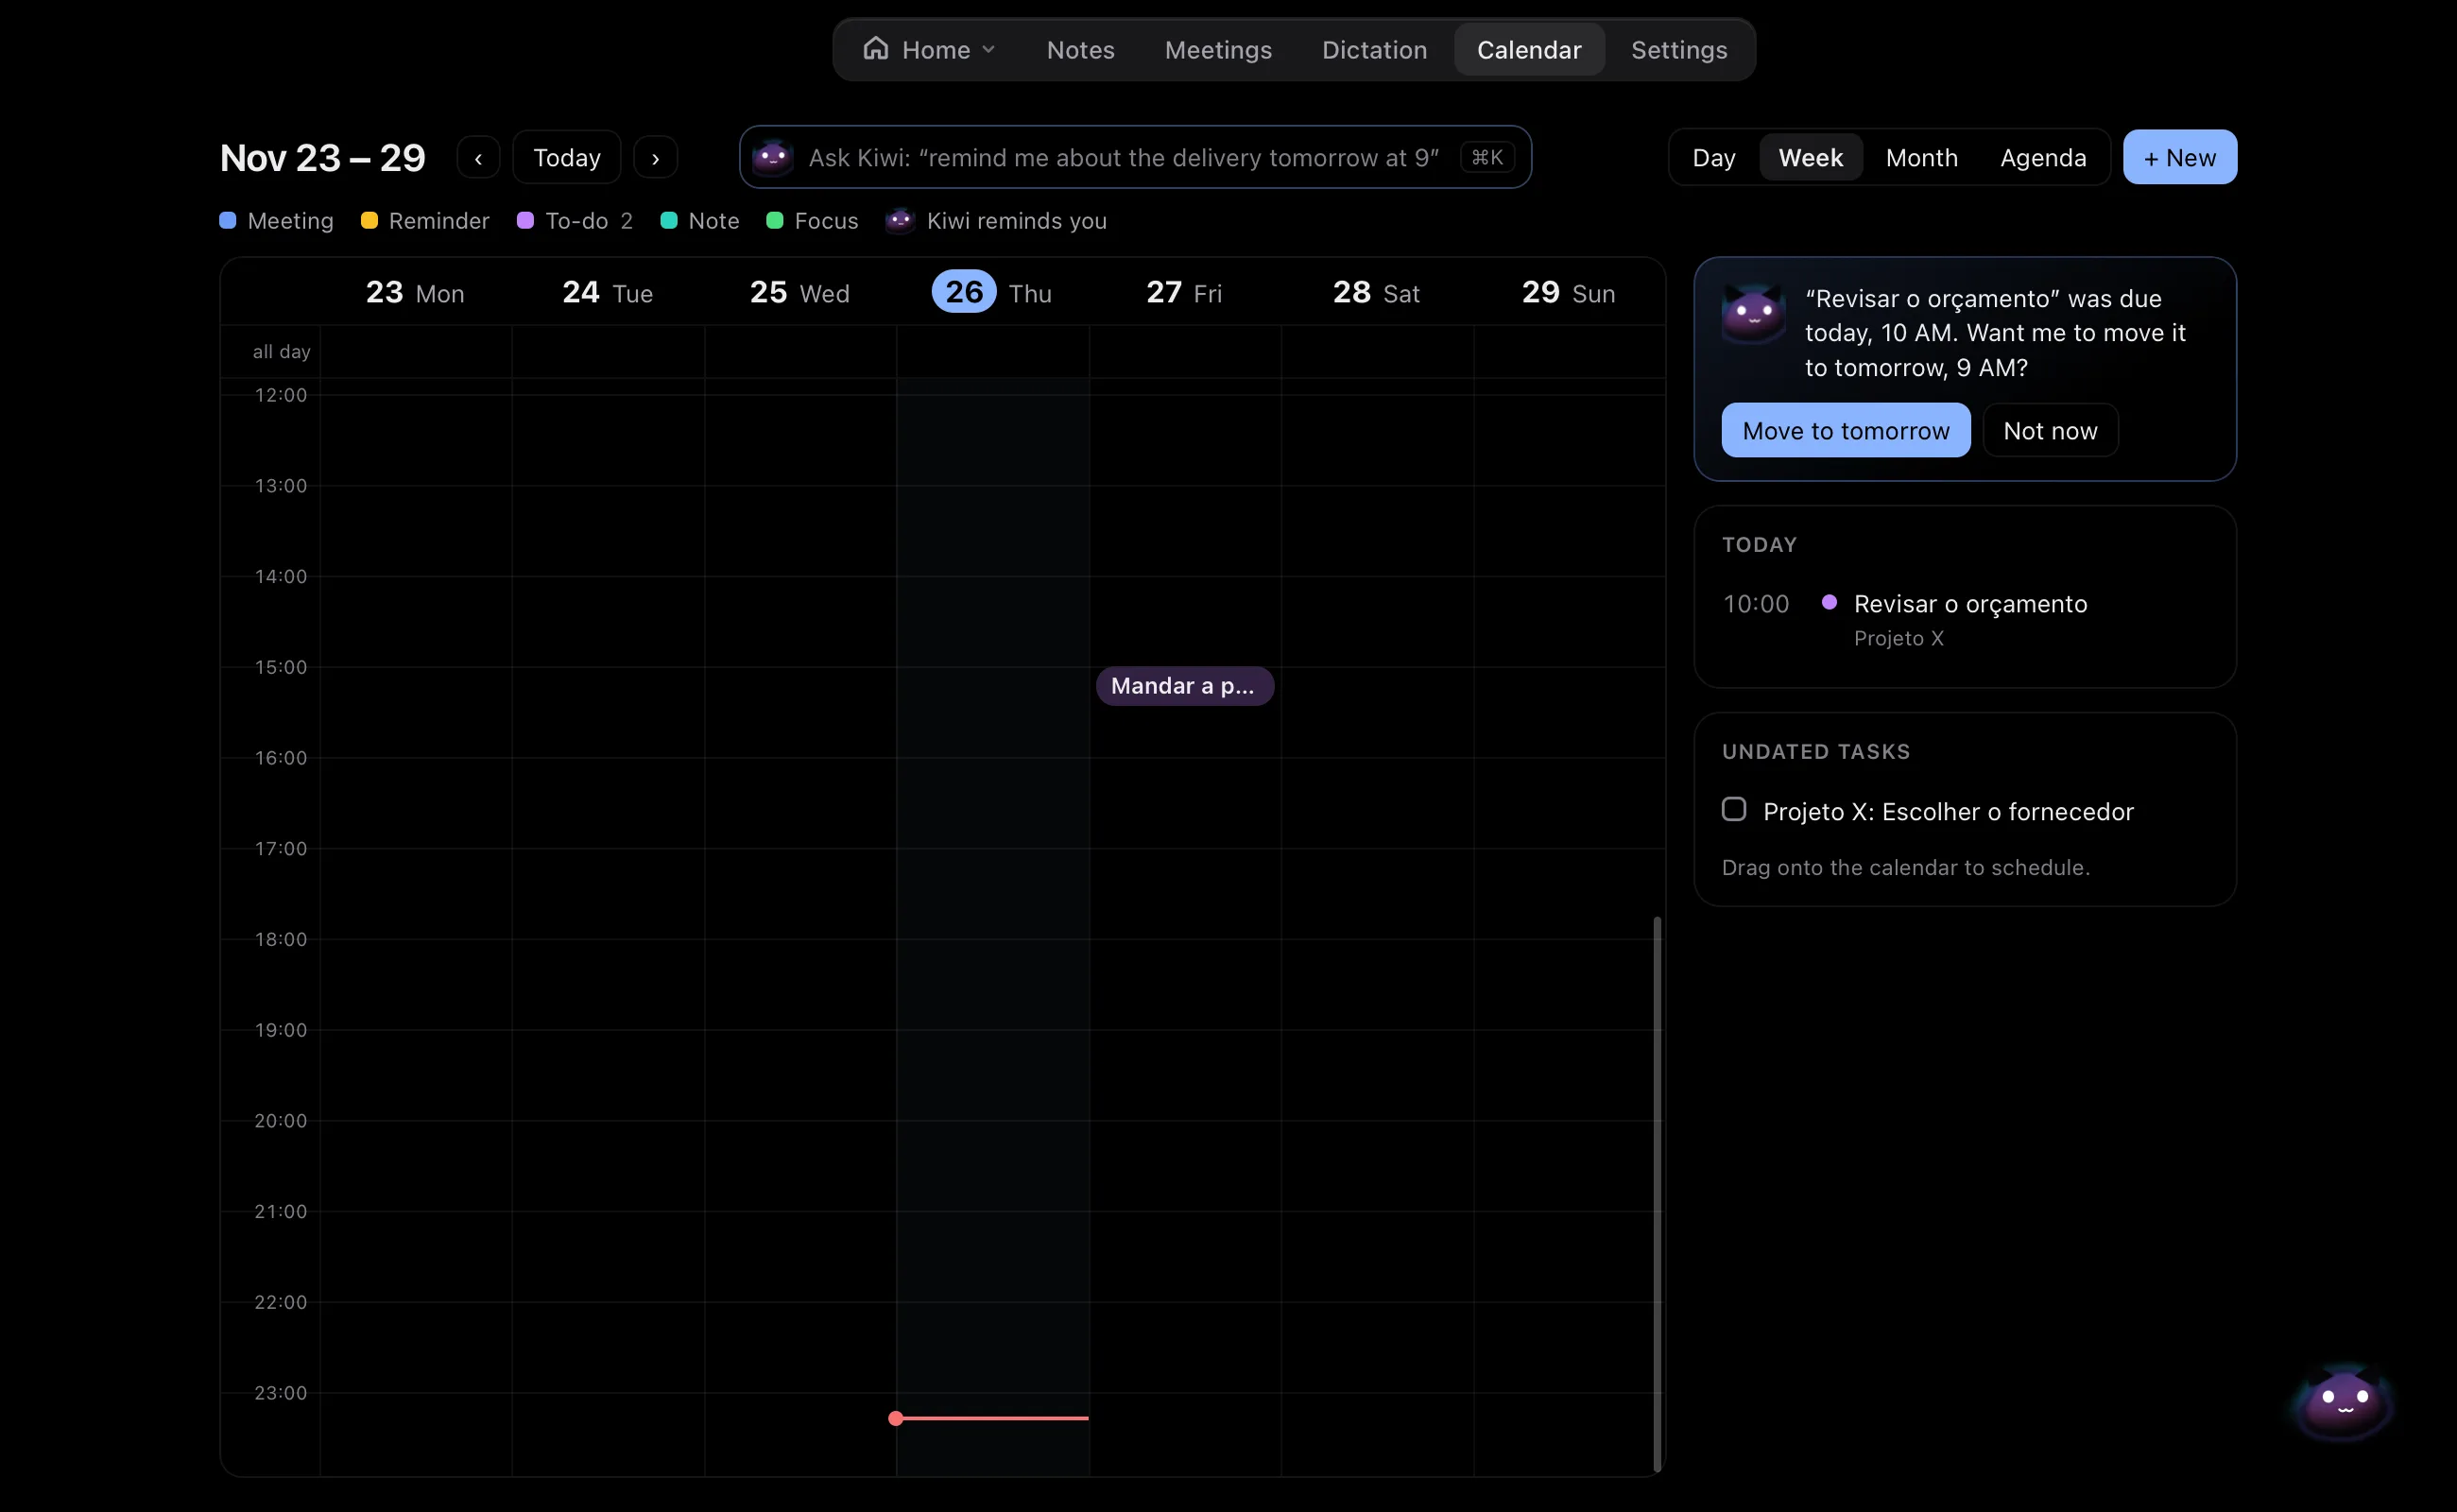 Home
Notes
Meetings
Dictation
Calendar
Settings
Nov 23 – 29
‹
Today
›
Ask Kiwi: “remind me about the delivery tomorrow at 9”
⌘K
Day
Week
Month
Agenda
+ New
Meeting
Reminder
To-do 2
Note
Focus
Kiwi reminds you
23 Mon
24 Tue
25 Wed
26 Thu
27 Fri
28 Sat
29 Sun
all day
12:00
13:00
14:00
15:00
Mandar a p...
16:00
17:00
18:00
19:00
20:00
21:00
22:00
23:00
“Revisar o orçamento” was due
today, 10 AM. Want me to move it
to tomorrow, 9 AM?
Move to tomorrow
Not now
TODAY
10:00
Revisar o orçamento
Projeto X
UNDATED TASKS
Projeto X: Escolher o fornecedor
Drag onto the calendar to schedule.